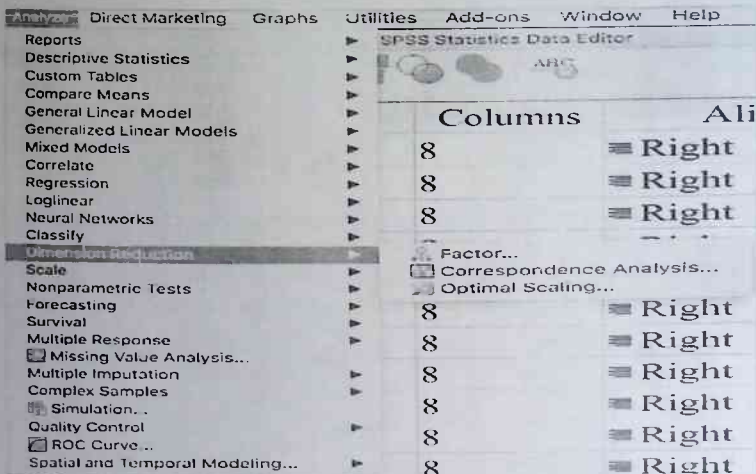 Analyze Direct Marketing Graphs Utilities Add-ons Window Help
Reports
Descriptive Statistics
Custom Tables
Compare Means
General Linear Model
Generalized Linear Models
Mixed Models
Correlate
Regression
Loglinear
Neural Networks
Classify
Dimension Reduction
Scale
Nonparametric Tests
Forecasting
Survival
Multiple Response
Missing Value Analysis...
Multiple Imputation
Complex Samples
Simulation...
Quality Control
ROC Curve...
Spatial and Temporal Modeling...
SPSS Statistics Data Editor
ABC
Columns Ali
8 Right
8 Right
8 Right
Factor...
Correspondence Analysis...
Optimal Scaling...
8 Right
8 Right
8 Right
8 Right
8 Right
8 Right